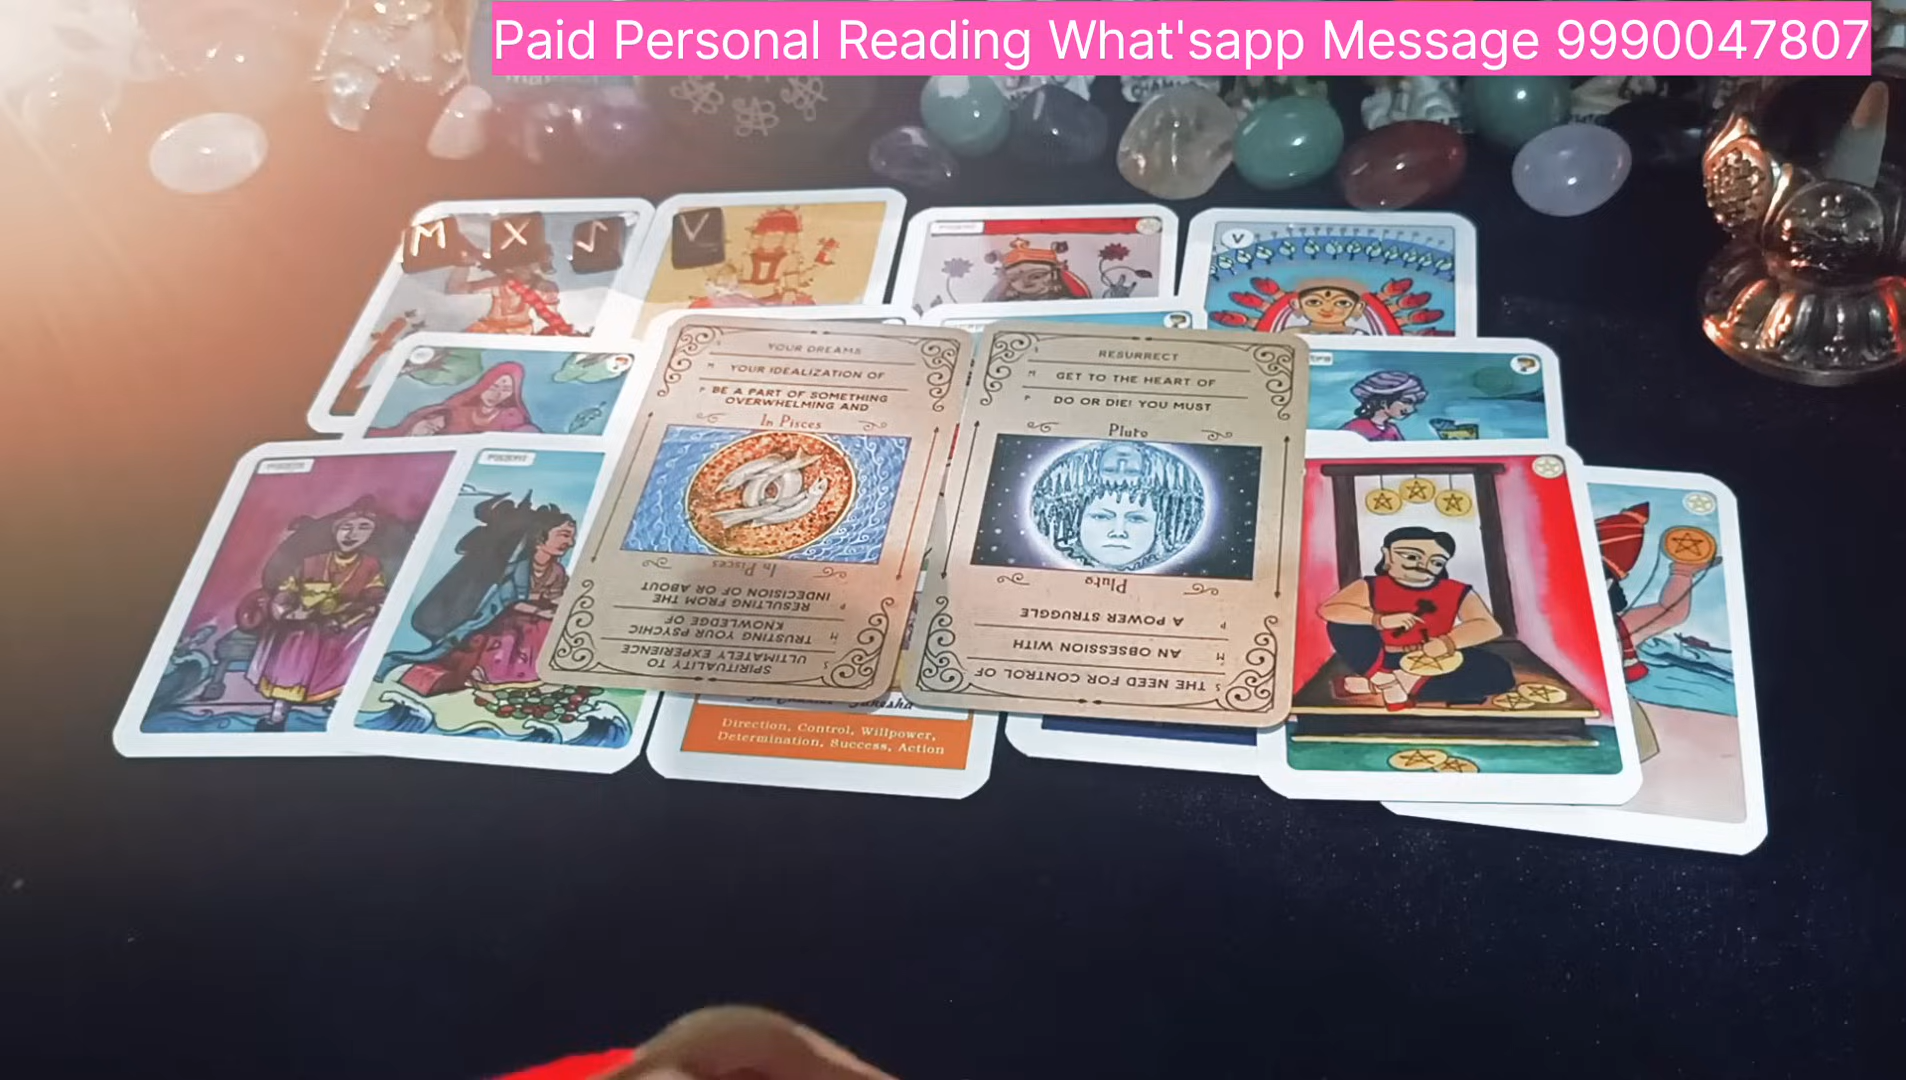 Paid Personal Reading What'sapp Message 9990047807
M X
V
V
YOUR DREAMS
YOUR IDEALIZATION OF
BE A PART OF SOMETHING
OVERWHELMING AND
In Pisces
In Pisces
INDECISION OF OR ABOUT
RESULTING FROM THE
KNOWLEDGE OF
TRUSTING YOUR PSYCHIC
ULTIMATELY EXPERIENCE
SPIRITUALITY TO
S RESURRECT
M GET TO THE HEART OF
P DO OR DIE! YOU MUST
Pluto
Pluto
P A POWER STRUGGLE
M AN OBSESSION WITH
S THE NEED FOR CONTROL OF
Direction, Control, Willpower,
Determination, Success, Action